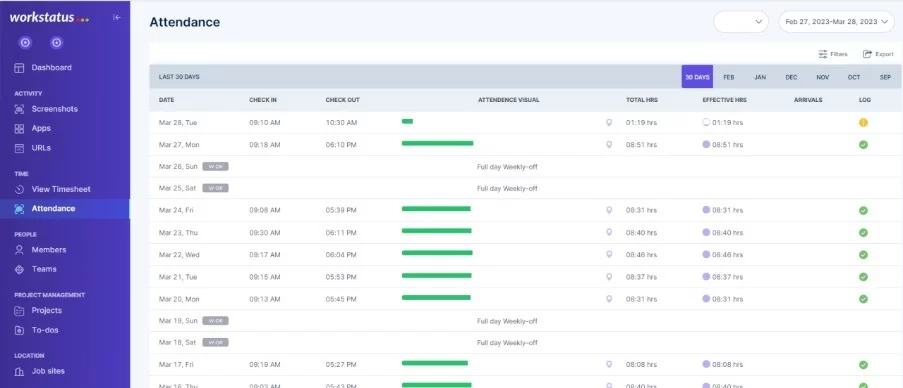 workstatus
Attendance
Feb 27, 2023-Mar 28, 2023
Filters Export
LAST 30 DAYS 30 DAYS FEB JAN DEC NOV OCT SEP
DATE CHECK IN CHECK OUT ATTENDENCE VISUAL TOTAL HRS EFFECTIVE HRS ARRIVALS LOG
Mar 28, Tue 09:10 AM 10:30 AM 01:19 hrs 01:19 hrs
Mar 27, Mon 09:18 AM 06:10 PM 08:51 hrs 08:51 hrs
Mar 26, Sun W-Off Full day Weekly-off
Mar 25, Sat W-Off Full day Weekly-off
Mar 24, Fri 09:08 AM 05:39 PM 08:31 hrs 08:31 hrs
Mar 23, Thu 09:30 AM 06:11 PM 08:40 hrs 08:40 hrs
Mar 22, Wed 09:17 AM 06:04 PM 08:46 hrs 08:46 hrs
Mar 21, Tue 09:15 AM 05:53 PM 08:37 hrs 08:37 hrs
Mar 20, Mon 09:13 AM 05:45 PM 08:31 hrs 08:31 hrs
Mar 19, Sun W-Off Full day Weekly-off
Mar 18, Sat W-Off Full day Weekly-off
Mar 17, Fri 09:19 AM 05:27 PM 08:08 hrs 08:08 hrs
Mar 16, Thu 09:03 AM 05:43 PM 08:40 hrs 08:40 hrs
Dashboard
ACTIVITY
Screenshots
Apps
URLs
TIME
View Timesheet
Attendance
PEOPLE
Members
Teams
PROJECT MANAGEMENT
Projects
To-dos
LOCATION
Job sites